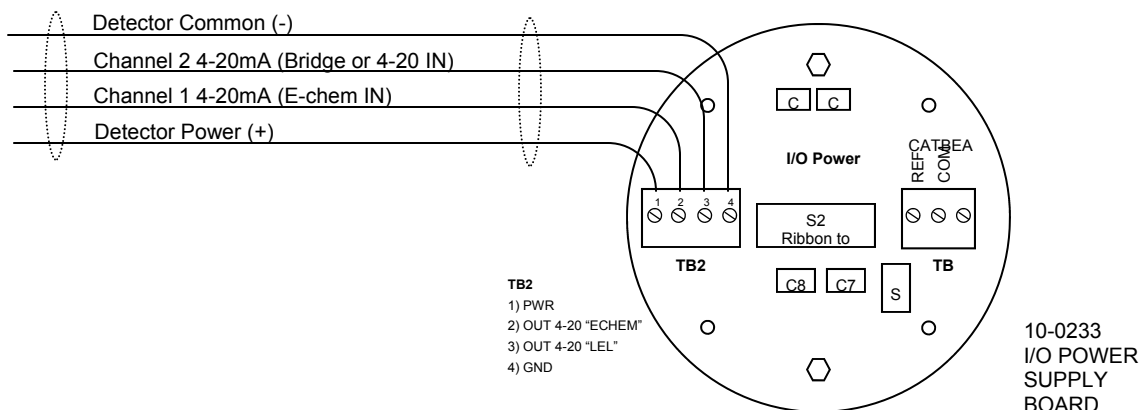 Detector Common (-)
Channel 2 4-20mA (Bridge or 4-20 IN)
Channel 1 4-20mA (E-chem IN)
Detector Power (+)
C C
I/O Power
CATBEA
REF
COM
1 2 3 4
S2
Ribbon to
TB2
TB
C8 C7
S
TB2
1) PWR
2) OUT 4-20 “ECHEM”
3) OUT 4-20 “LEL”
4) GND
10-0233
I/O POWER
SUPPLY
BOARD